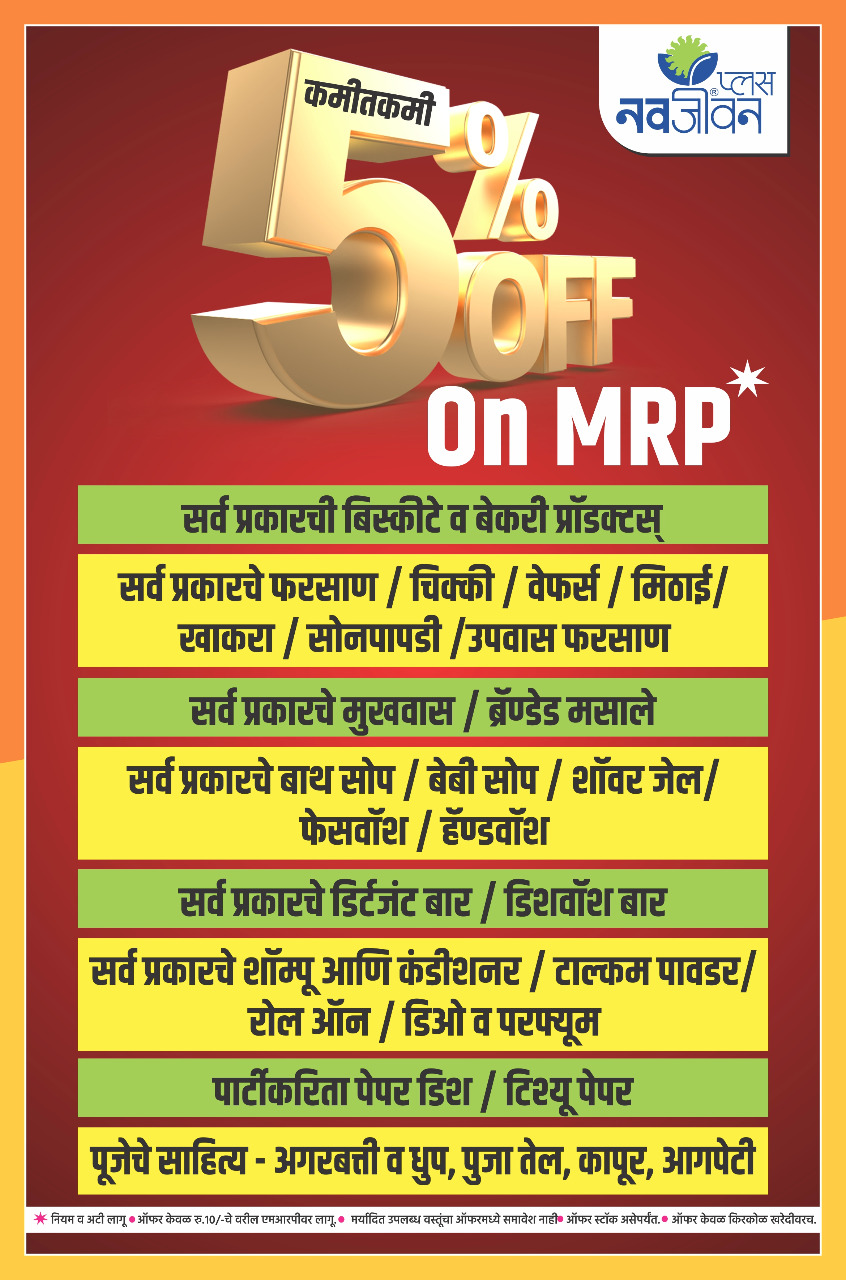 प्लस
नवजीवन®
कमीतकमी
5%
OFF
On MRP*
सर्व प्रकारची बिस्कीटे व बेकरी प्रॉडक्टस्
सर्व प्रकारचे फरसाण / चिक्की / वेफर्स / मिठाई/
खाकरा / सोनपापडी /उपवास फरसाण
सर्व प्रकारचे मुखवास / ब्रॅण्डेड मसाले
सर्व प्रकारचे बाथ सोप / बेबी सोप / शॉवर जेल/
फेसवॉश / हॅण्डवॉश
सर्व प्रकारचे डिर्टजंट बार / डिशवॉश बार
सर्व प्रकारचे शॉम्पू आणि कंडीशनर / टाल्कम पावडर/
रोल ऑन / डिओ व परफ्यूम
पार्टीकरिता पेपर डिश / टिश्यू पेपर
पूजेचे साहित्य - अगरबत्ती व धुप, पुजा तेल, कापूर, आगपेटी
* नियम व अटी लागू ● ऑफर केवळ रु.10/-चे वरील एमआरपीवर लागू. ● मर्यादित उपलब्ध वस्तूंचा ऑफरमध्ये समावेश नाही ● ऑफर स्टॉक असेपर्यंत. ● ऑफर केवळ किरकोळ खरेदीवरच.